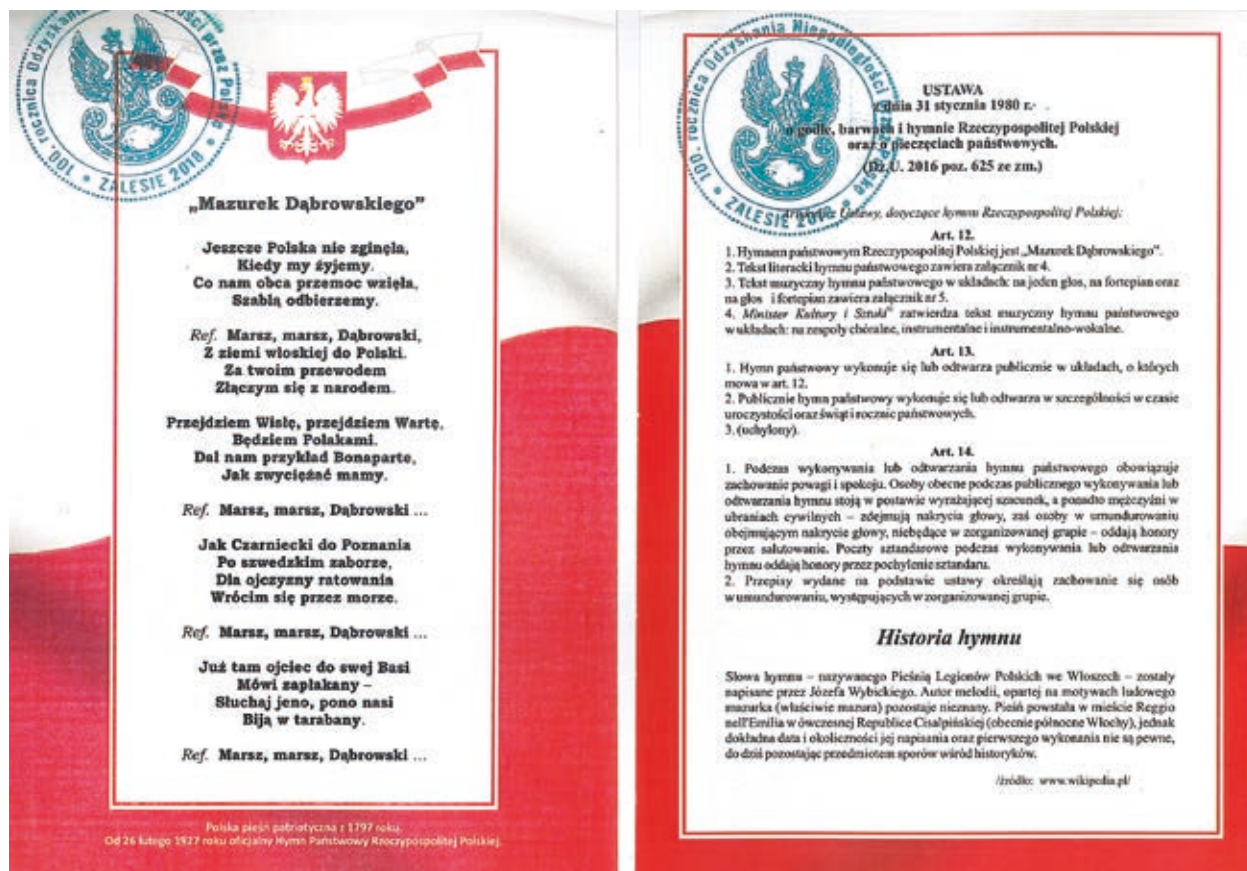 100. rocznica Odzyskania Niepodległości przez Polskę
ZALESIE 2018
„Mazurek Dąbrowskiego”
Jeszcze Polska nie zginęła,
Kiedy my żyjemy.
Co nam obca przemoc wzięła,
Szablą odbierzemy.
Ref. Marsz, marsz, Dąbrowski,
Z ziemi włoskiej do Polski.
Za twoim przewodem
Złączym się z narodem.
Przejdziem Wisłę, przejdziem Wartę,
Będziem Polakami.
Dał nam przykład Bonaparte,
Jak zwyciężać mamy.
Ref. Marsz, marsz, Dąbrowski ...
Jak Czarniecki do Poznania
Po szwedzkim zaborze,
Dla ojczyzny ratowania
Wrócim się przez morze.
Ref. Marsz, marsz, Dąbrowski ...
Już tam ojciec do swej Basi
Mówi zapłakany –
Słuchaj jeno, pono nasi
Biją w tarabany.
Ref. Marsz, marsz, Dąbrowski ...
Polska pieśń patriotyczna z 1797 roku.
Od 26 lutego 1927 roku oficjalny Hymn Państwowy Rzeczypospolitej Polskiej.
100. rocznica Odzyskania Niepodległości przez Polskę
ZALESIE 2018
USTAWA
z dnia 31 stycznia 1980 r.
o godle, barwach i hymnie Rzeczypospolitej Polskiej
oraz o pieczęciach państwowych.
(Dz.U. 2016 poz. 625 ze zm.)
Ustawy, dotyczące hymnu Rzeczypospolitej Polskiej:
Art. 12.
1. Hymnem państwowym Rzeczypospolitej Polskiej jest „Mazurek Dąbrowskiego”.
2. Tekst literacki hymnu państwowego zawiera załącznik nr 4.
3. Tekst muzyczny hymnu państwowego w układach: na jeden głos, na fortepian oraz
na głos i fortepian zawiera załącznik nr 5.
4. Minister Kultury i Sztuki zatwierdza tekst muzyczny hymnu państwowego
w układach: na zespoły chóralne, instrumentalne i instrumentalno-wokalne.
Art. 13.
1. Hymn państwowy wykonuje się lub odtwarza publicznie w układach, o których
mowa w art. 12.
2. Publicznie hymn państwowy wykonuje się lub odtwarza w szczególności w czasie
uroczystości oraz świąt i rocznic państwowych.
3. (uchylony).
Art. 14.
1. Podczas wykonywania lub odtwarzania hymnu państwowego obowiązuje
zachowanie powagi i spokoju. Osoby obecne podczas publicznego wykonywania lub
odtwarzania hymnu stoją w postawie wyrażającej szacunek, a ponadto mężczyźni w
ubraniach cywilnych – zdejmują nakrycia głowy, zaś osoby w umundurowaniu
obejmującym nakrycie głowy, niebędące w zorganizowanej grupie – oddają honory
przez salutowanie. Poczty sztandarowe podczas wykonywania lub odtwarzania
hymnu oddają honory przez pochylenie sztandaru.
2. Przepisy wydane na podstawie ustawy określają zachowanie się osób
w umundurowaniu, występujących w zorganizowanej grupie.
Historia hymnu
Słowa hymnu – nazywanego Pieśnią Legionów Polskich we Włoszech – zostały
napisane przez Józefa Wybickiego. Autor melodii, opartej na motywach ludowego
mazurka (właściwie mazura) pozostaje nieznany. Pieśń powstała w mieście Reggio
nell'Emilia w ówczesnej Republice Cisalpińskiej (obecnie północne Włochy), jednak
dokładna data i okoliczności jej napisania oraz pierwszego wykonania nie są pewne,
do dziś pozostając przedmiotem sporów wśród historyków.
/źródło: www.wikipedia.pl/